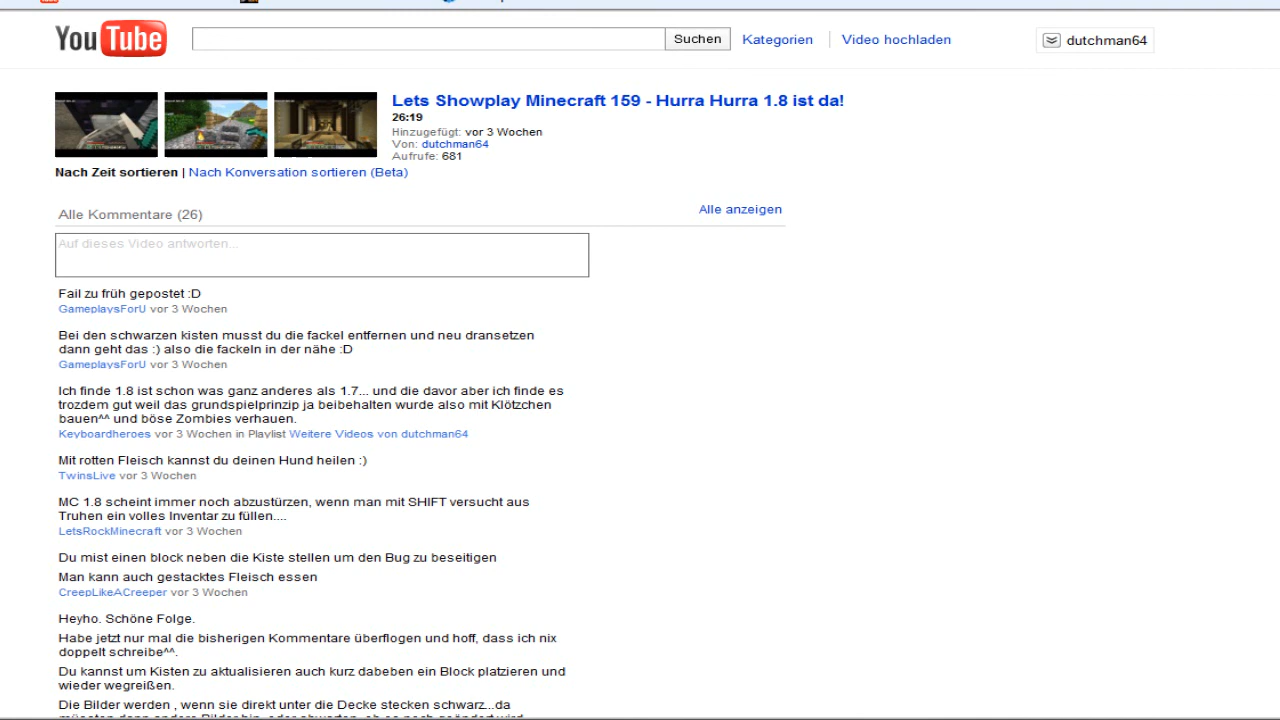 YouTube
Suchen
Kategorien
Video hochladen
dutchman64
Lets Showplay Minecraft 159 - Hurra Hurra 1.8 ist da!
26:19
Hinzugefügt: vor 3 Wochen
Von: dutchman64
Aufrufe: 681
Nach Zeit sortieren | Nach Konversation sortieren (Beta)
Alle Kommentare (26)
Alle anzeigen
Auf dieses Video antworten...
Fail zu früh gepostet :D
GameplaysForU vor 3 Wochen
Bei den schwarzen kisten musst du die fackel entfernen und neu dransetzen
dann geht das :) also die fackeln in der nähe :D
GameplaysForU vor 3 Wochen
Ich finde 1.8 ist schon was ganz anderes als 1.7... und die davor aber ich finde es
trozdem gut weil das grundspielprinzip ja beibehalten wurde also mit Klötzchen
bauen^^ und böse Zombies verhauen.
Keyboardheroes vor 3 Wochen in Playlist Weitere Videos von dutchman64
Mit rotten Fleisch kannst du deinen Hund heilen :)
TwinsLive vor 3 Wochen
MC 1.8 scheint immer noch abzustürzen, wenn man mit SHIFT versucht aus
Truhen ein volles Inventar zu füllen....
LetsRockMinecraft vor 3 Wochen
Du mist einen block neben die Kiste stellen um den Bug zu beseitigen
Man kann auch gestacktes Fleisch essen
CreepLikeACreeper vor 3 Wochen
Heyho. Schöne Folge.
Habe jetzt nur mal die bisherigen Kommentare überflogen und hoff, dass ich nix
doppelt schreibe^^.
Du kannst um Kisten zu aktualisieren auch kurz dabeben ein Block platzieren und
wieder wegreißen.
Die Bilder werden , wenn sie direkt unter die Decke stecken schwarz...da